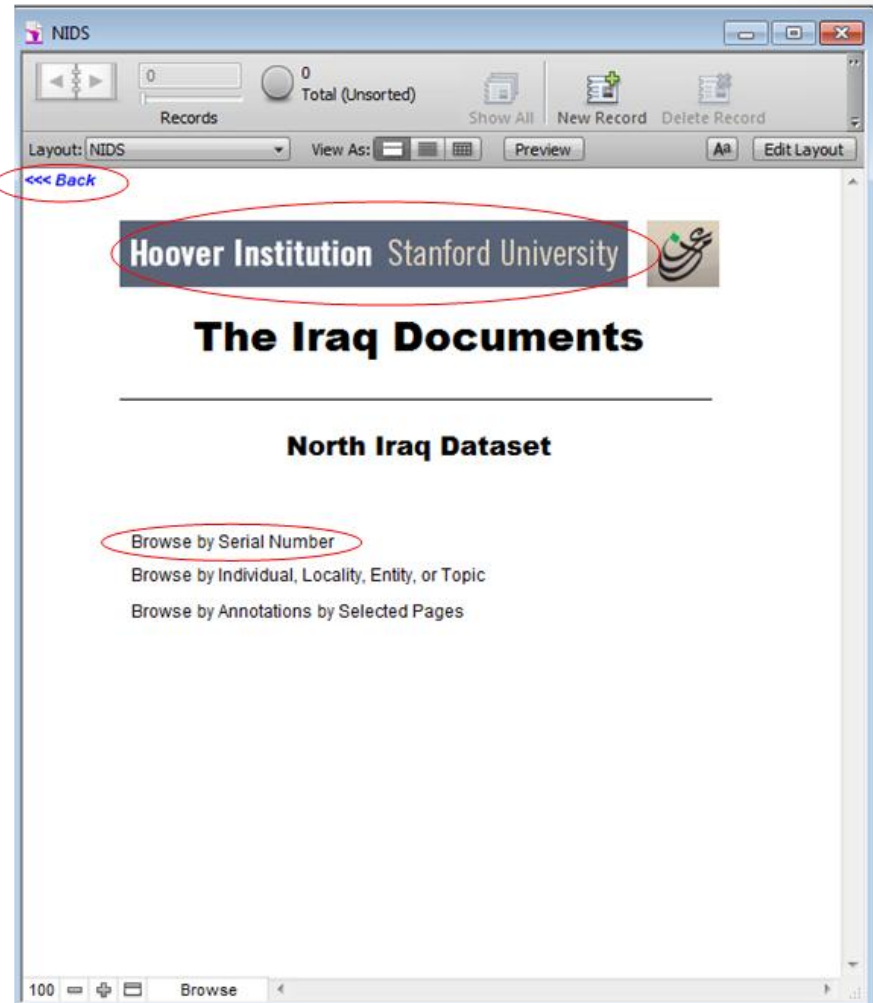 NIDS
0
Records
0
Total (Unsorted)
Show All
New Record
Delete Record
Layout: NIDS
View As:
Preview
Aa
Edit Layout
<<< Back
Hoover Institution Stanford University
The Iraq Documents
North Iraq Dataset
Browse by Serial Number
Browse by Individual, Locality, Entity, or Topic
Browse by Annotations by Selected Pages
100
Browse